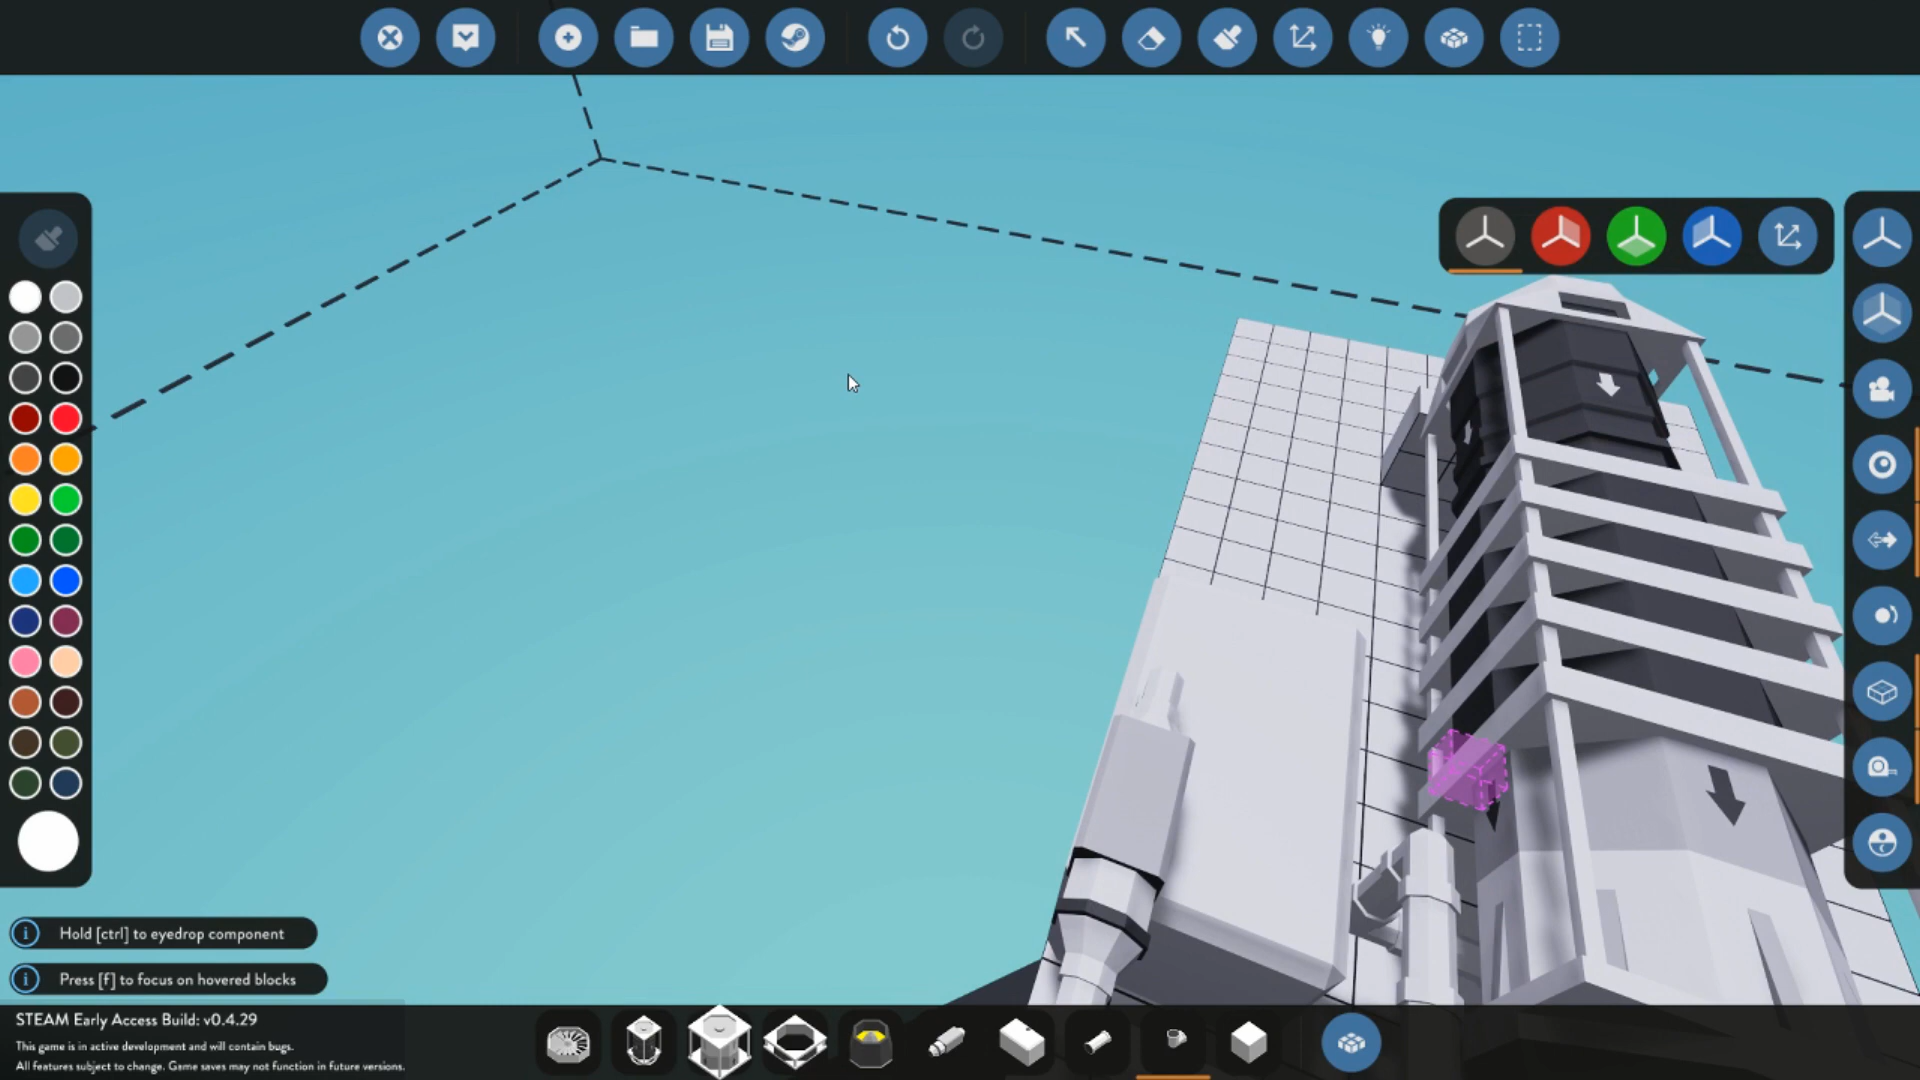 Hold [ctrl] to eyedrop component
Press [f] to focus on hovered blocks
STEAM Early Access Build: v0.4.29
This game is in active development and will contain bugs.
All features subject to change. Game saves may not function in future versions.